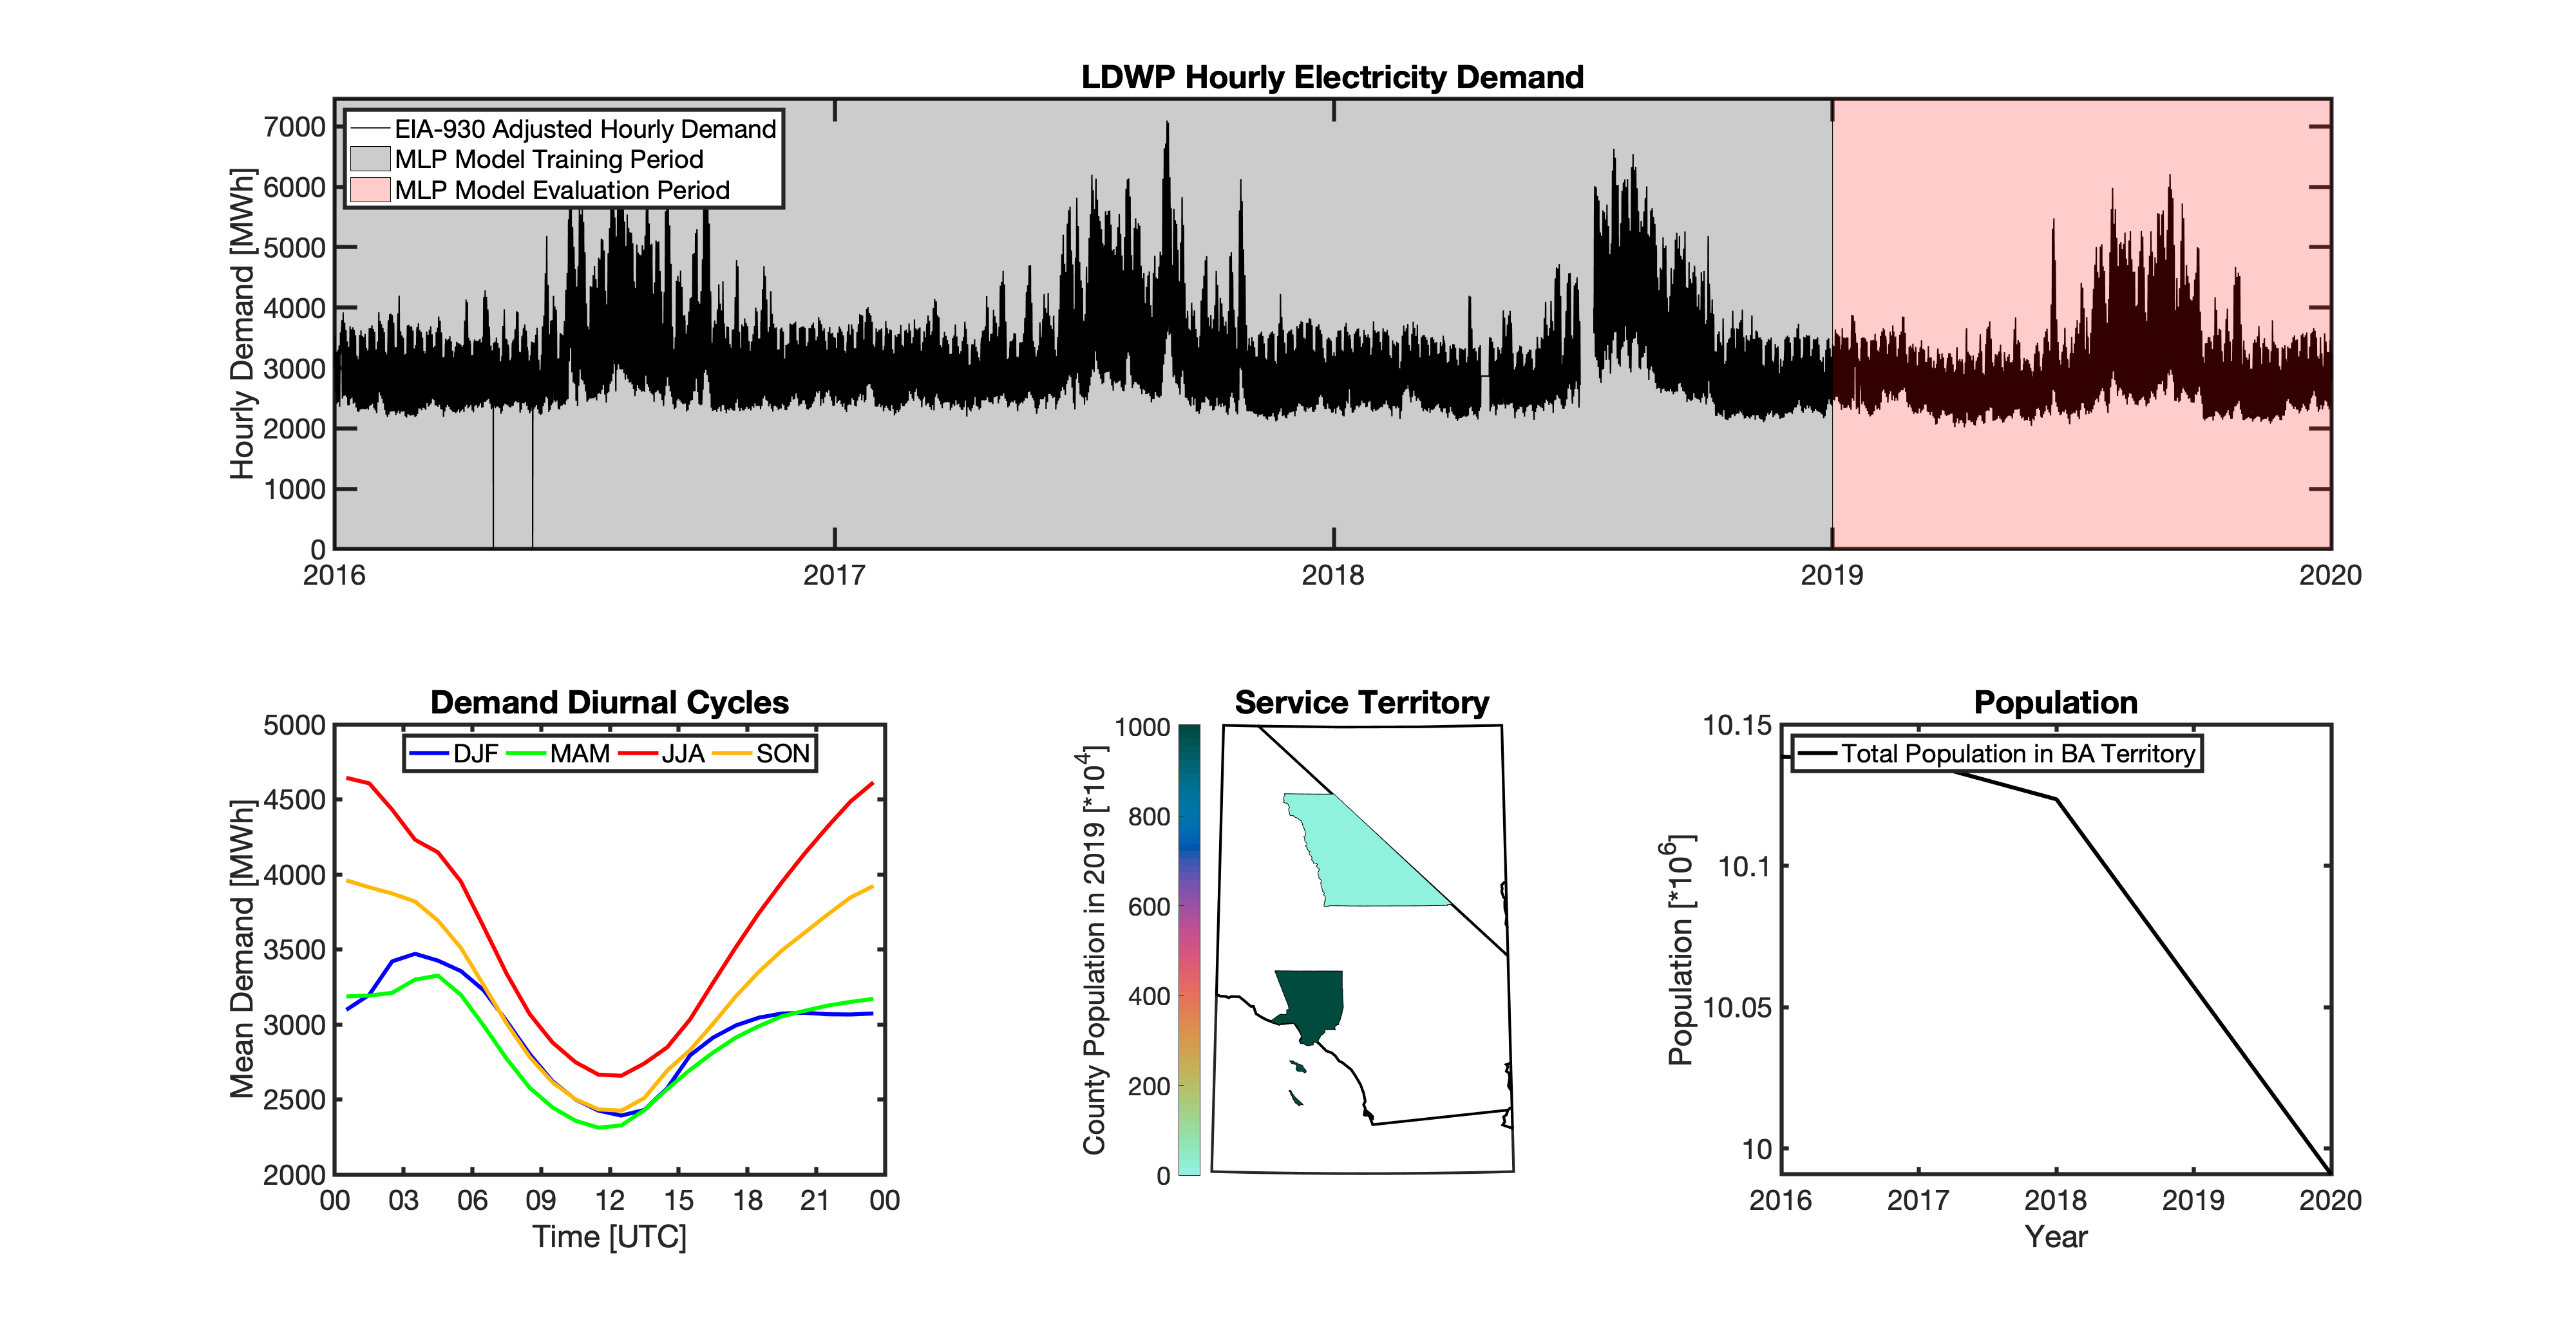 LDWP Hourly Electricity Demand
EIA-930 Adjusted Hourly Demand
MLP Model Training Period
MLP Model Evaluation Period
Hourly Demand [MWh]
7000
6000
5000
4000
3000
2000
1000
0
2016 2017 2018 2019 2020
Demand Diurnal Cycles
DJF MAM JJA SON
Mean Demand [MWh]
5000
4500
4000
3500
3000
2500
2000
00 03 06 09 12 15 18 21 00
Time [UTC]
Service Territory
County Population in 2019 [*10^4]
1000
800
600
400
200
0
Population
Total Population in BA Territory
Population [*10^6]
10.15
10.1
10.05
10
2016 2017 2018 2019 2020
Year